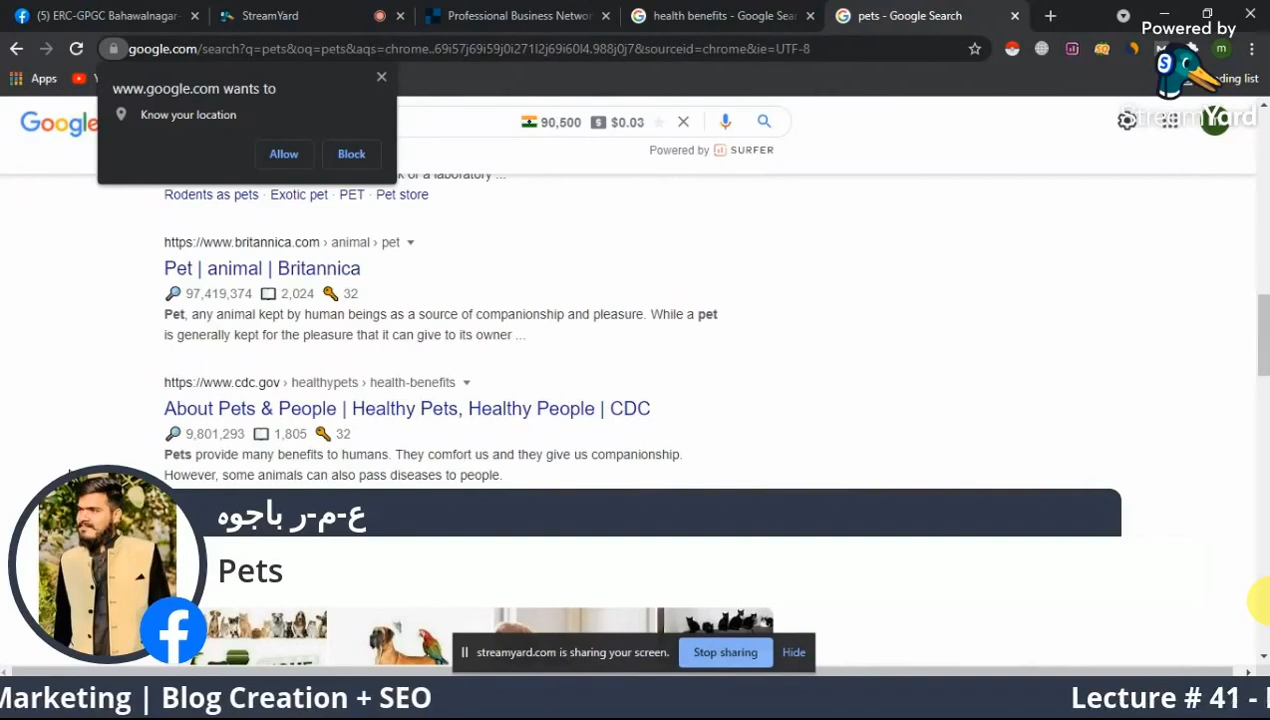 (5) ERC-GPGC Bahawalnagar-
StreamYard
Professional Business Networ
health benefits - Google Sea
pets - Google Search
Powered by
google.com/search?q=pets&oq=pets&aqs=chrome..69i57j69i59j0i271l2j69i60l4.988j0j7&sourceid=chrome&ie=UTF-8
m
Apps
ding list
www.google.com wants to
Know your location
Allow
Block
Google
90,500
$0.03
StreamYard
Powered by SURFER
k of a laboratory ...
Rodents as pets · Exotic pet · PET · Pet store
https://www.britannica.com › animal › pet
Pet | animal | Britannica
97,419,374 2,024 32
Pet, any animal kept by human beings as a source of companionship and pleasure. While a pet
is generally kept for the pleasure that it can give to its owner ...
https://www.cdc.gov › healthypets › health-benefits
About Pets & People | Healthy Pets, Healthy People | CDC
9,801,293 1,805 32
Pets provide many benefits to humans. They comfort us and they give us companionship.
However, some animals can also pass diseases to people.
ع-م-ر باجوہ
Pets
streamyard.com is sharing your screen.
Stop sharing
Hide
Marketing | Blog Creation + SEO
Lecture # 41 -